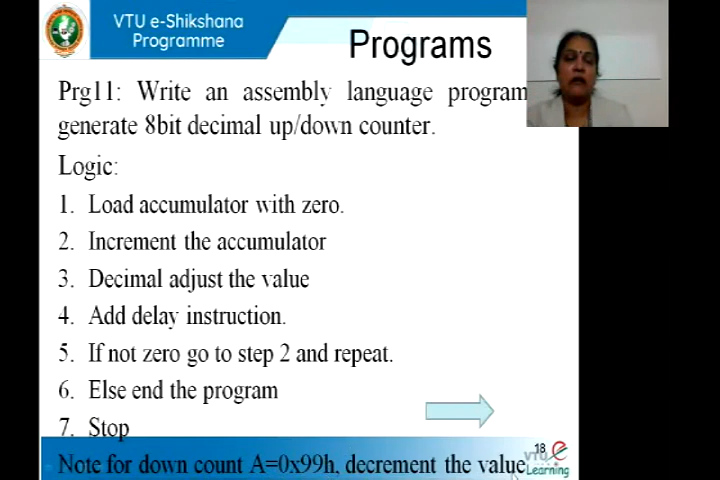 VTU e-Shikshana
Programme
Programs
Prg11: Write an assembly language program
generate 8bit decimal up/down counter.
Logic:
1. Load accumulator with zero.
2. Increment the accumulator
3. Decimal adjust the value
4. Add delay instruction.
5. If not zero go to step 2 and repeat.
6. Else end the program
7. Stop
18
Note for down count A=0x99h, decrement the value
VTU e
Learning